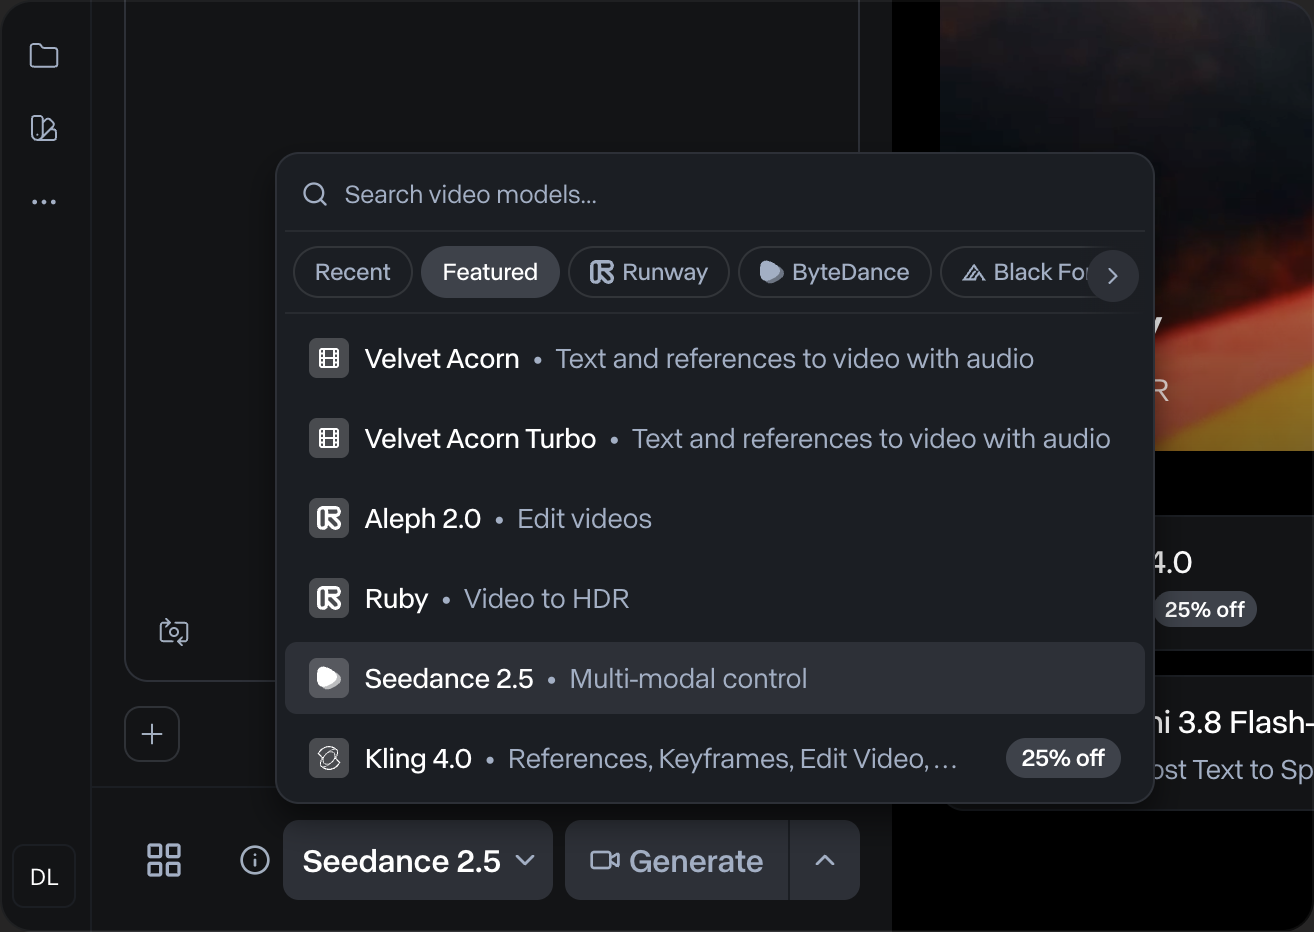 Search video models...
Recent
Featured
Runway
ByteDance
Black For
Velvet Acorn • Text and references to video with audio
Velvet Acorn Turbo • Text and references to video with audio
Aleph 2.0 • Edit videos
Ruby • Video to HDR
Seedance 2.5 • Multi-modal control
Kling 4.0 • References, Keyframes, Edit Video, ...
25% off
R
4.0
25% off
3.8 Flash-
ost Text to Sp
DL
Seedance 2.5
Generate